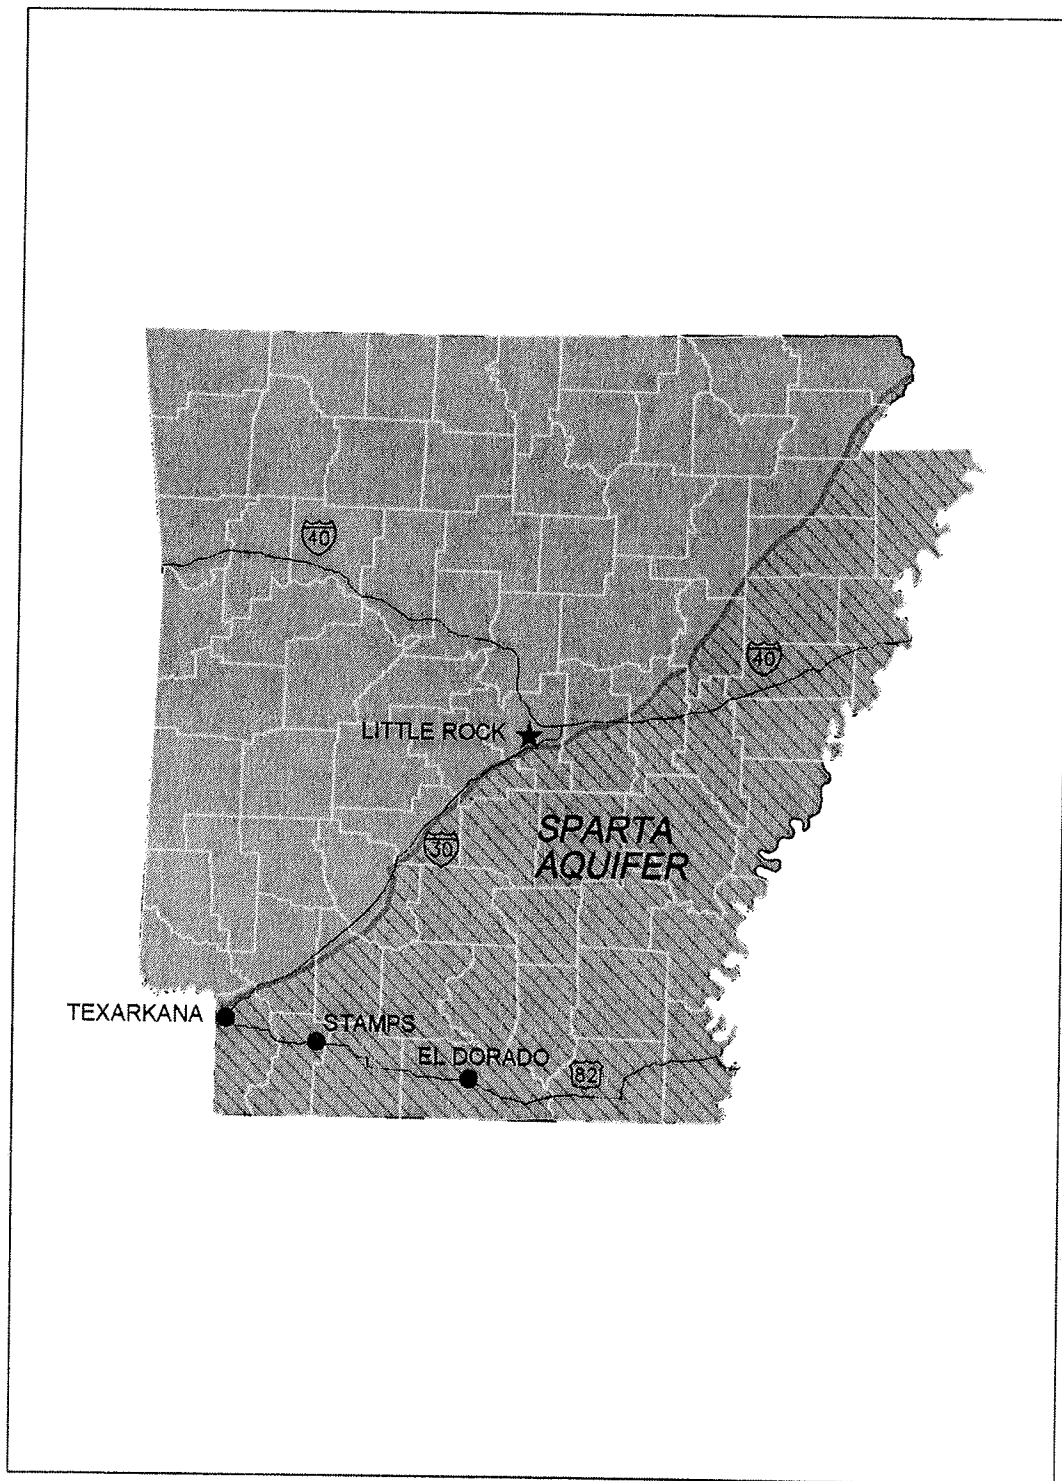 40
40
LITTLE ROCK
SPARTA
AQUIFER
30
TEXARKANA
STAMPS
EL DORADO
82